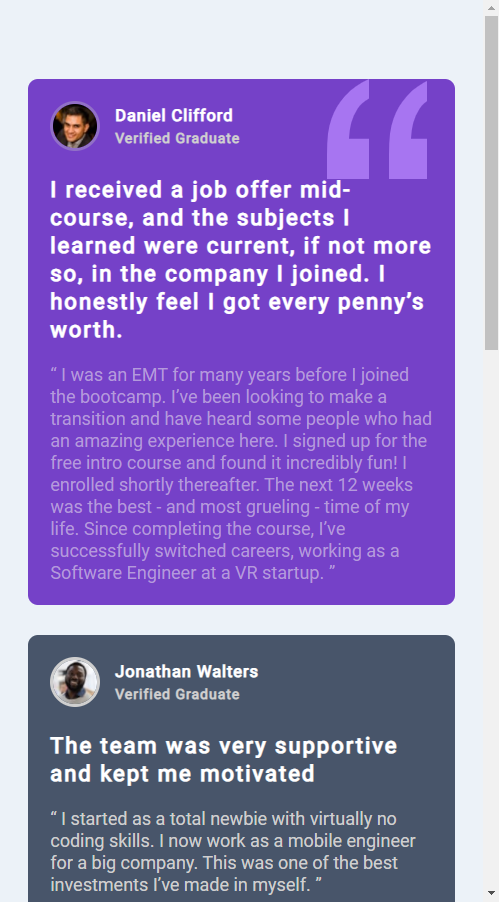 Daniel Clifford
Verified Graduate
I received a job offer mid-
course, and the subjects I
learned were current, if not more
so, in the company I joined. I
honestly feel I got every penny’s
worth.
“ I was an EMT for many years before I joined
the bootcamp. I’ve been looking to make a
transition and have heard some people who had
an amazing experience here. I signed up for the
free intro course and found it incredibly fun! I
enrolled shortly thereafter. The next 12 weeks
was the best - and most grueling - time of my
life. Since completing the course, I’ve
successfully switched careers, working as a
Software Engineer at a VR startup. ”
Jonathan Walters
Verified Graduate
The team was very supportive
and kept me motivated
“ I started as a total newbie with virtually no
coding skills. I now work as a mobile engineer
for a big company. This was one of the best
investments I’ve made in myself. ”